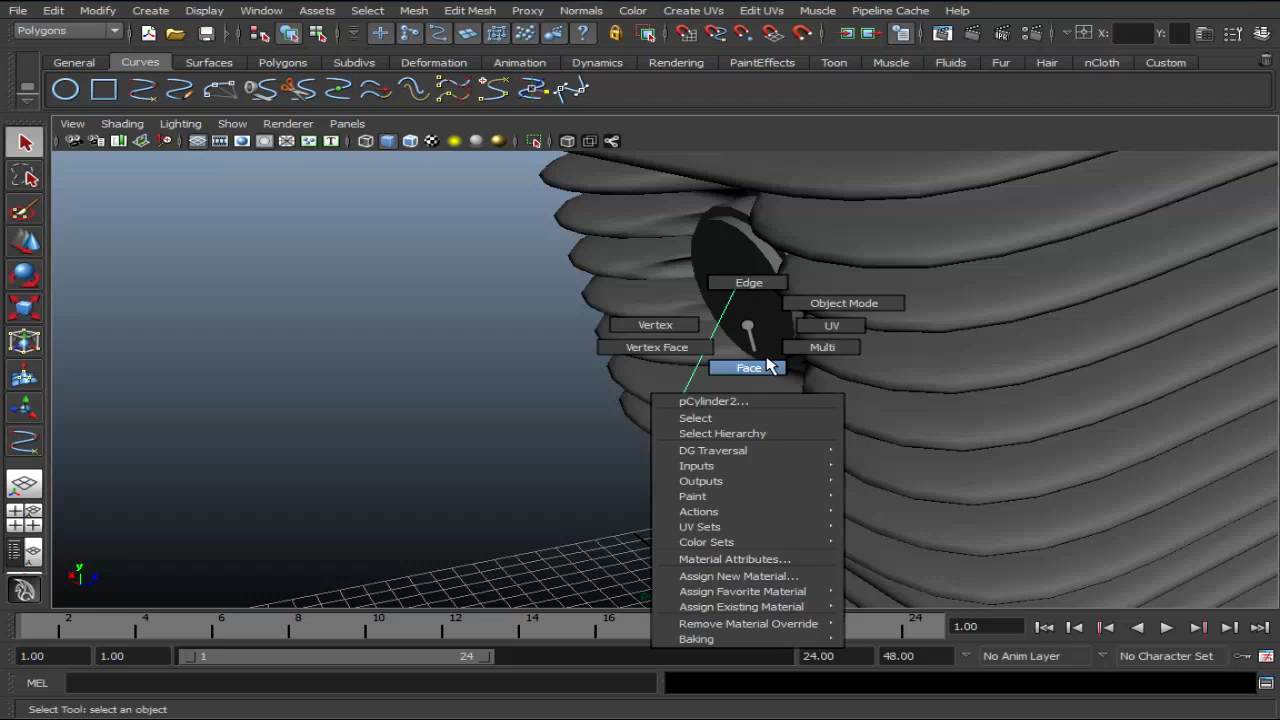 File Edit Modify Create Display Window Assets Select Mesh Edit Mesh Proxy Normals Color Create UVs Edit UVs Muscle Pipeline Cache Help
Polygons X: Y:
General Curves Surfaces Polygons Subdivs Deformation Animation Dynamics Rendering PaintEffects Toon Muscle Fluids Fur Hair nCloth Custom
View Shading Lighting Show Renderer Panels
Edge
Object Mode
Vertex UV
Vertex Face Multi
Face
pCylinder2...
Select
Select Hierarchy
DG Traversal
Inputs
Outputs
Paint
Actions
UV Sets
Color Sets
Material Attributes...
Assign New Material...
Assign Favorite Material
Assign Existing Material
Remove Material Override
Baking
y
x z
2 4 6 8 10 12 14 16 24 1.00
1.00 1.00 1 24 24.00 48.00 No Anim Layer No Character Set
MEL
Select Tool: select an object